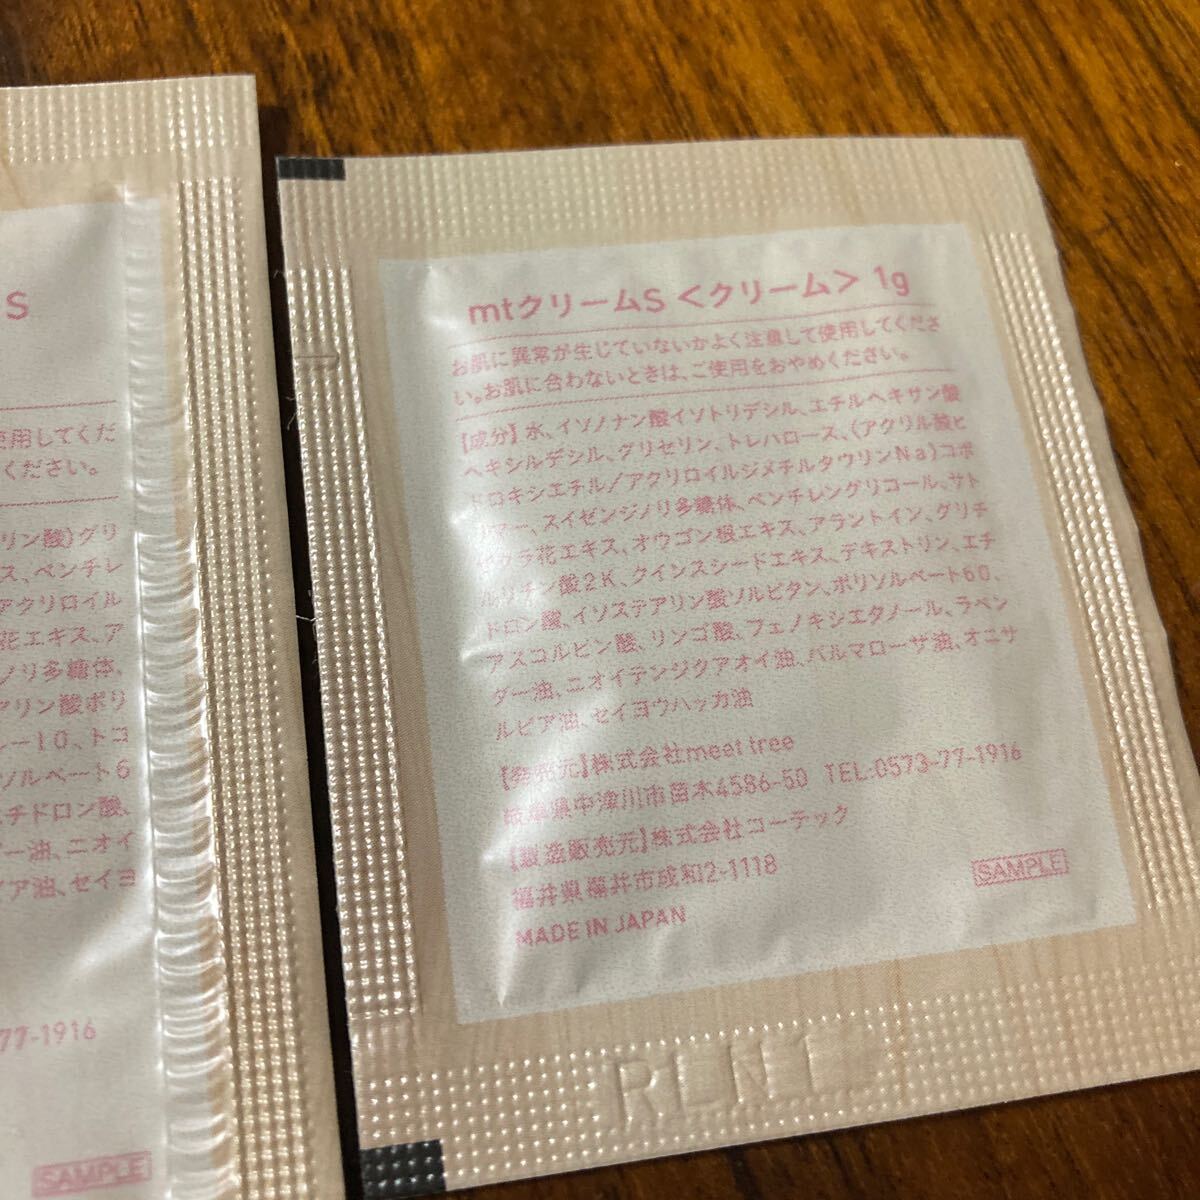 S
使用してくだ
ください。
リン酸)グリ
ス、ペンチレ
アクリロイル
花エキス、ア
ノリ多糖体、
アリン酸ポリ
ルー10、トコ
ソルベート6
エチドロン酸、
ダー油、ニオイ
ア油、セイヨ
77-1916
SAMPLE
mtクリームS <クリーム> 1g
お肌に異常が生じていないかよく注意して使用してくださ
い。お肌に合わないときは、ご使用をおやめください。
【成分】水、イソノナン酸イソトリデシル、エチルヘキサン酸
ヘキシルデシル、グリセリン、トレハロース、(アクリル酸ヒ
ドロキシエチル/アクリロイルジメチルタウリンNa)コポ
リマー、スイゼンジノリ多糖体、ペンチレングリコール、サト
ザクラ花エキス、オウゴン根エキス、アラントイン、グリチ
ルリチン酸2K、クインスシードエキス、デキストリン、エチ
ドロン酸、イソステアリン酸ソルビタン、ポリソルベート60、
アスコルビン酸、リンゴ酸、フェノキシエタノール、ラベン
ダー油、ニオイテンジクアオイ油、パルマローザ油、オニサ
ルビア油、セイヨウハッカ油
【発売元】株式会社meet tree
岐阜県中津川市苗木4586-50 TEL:0573-77-1916
【製造販売元】株式会社コーテック
福井県福井市成和2-1118
MADE IN JAPAN
SAMPLE